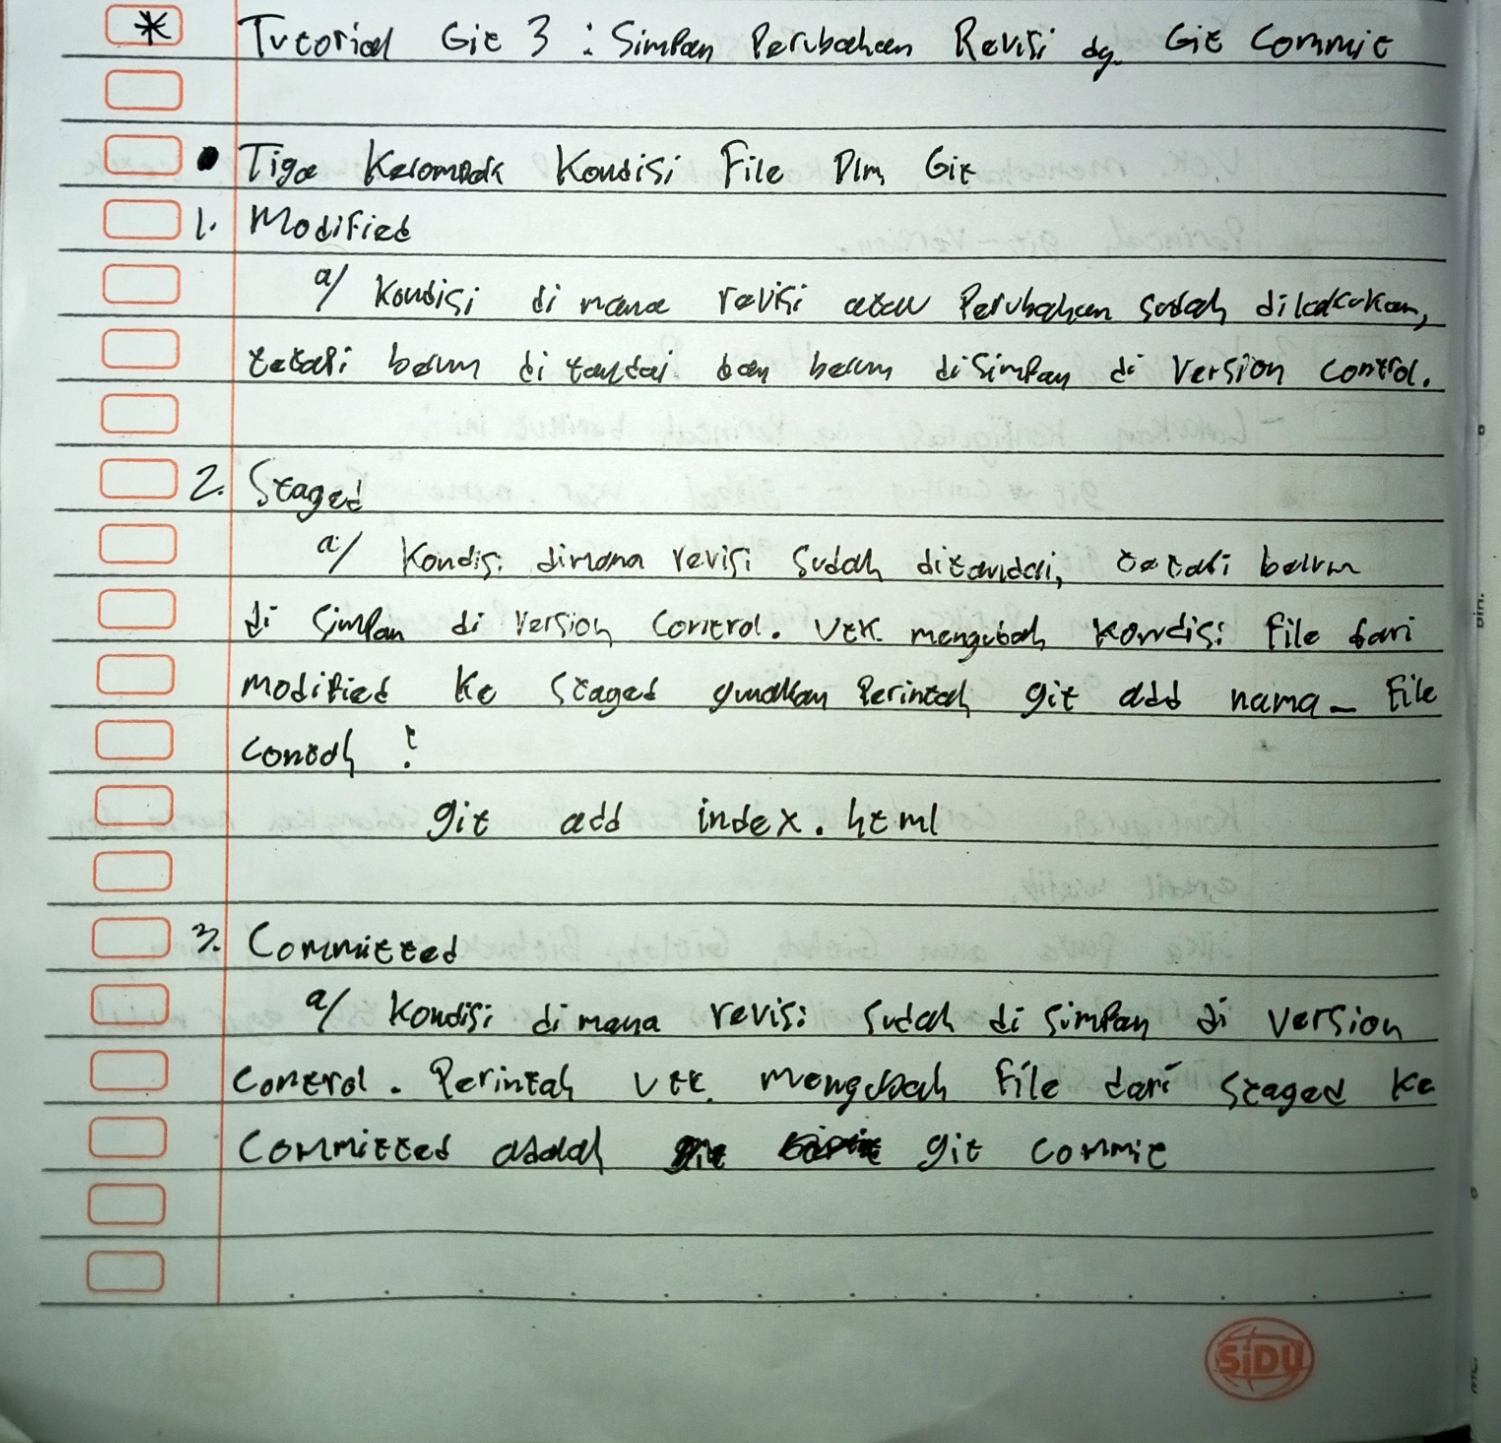 * Tutorial Git 3 : Simpan Perubahan Revisi dg. Git Commit
• Tiga Kelompok Kondisi File Dlm Git
1. Modified
a/ Kondisi di mana revisi atau Perubahan sudah dilakukan,
tetapi belum di tandai dan belum disimpan di Version control.
2. Staged
a/ Kondisi dimana revisi sudah ditandai, tetapi belum
di simpan di version control. Utk. mengubah kondisi file dari
modified ke staged gunakan Perintah git add nama_file
Contoh :
git add index.html
3. Committed
a/ Kondisi di mana revisi sudah di simpan di version
control. Perintah utk. mengubah file dari staged ke
committed adalah git commit
SiDU